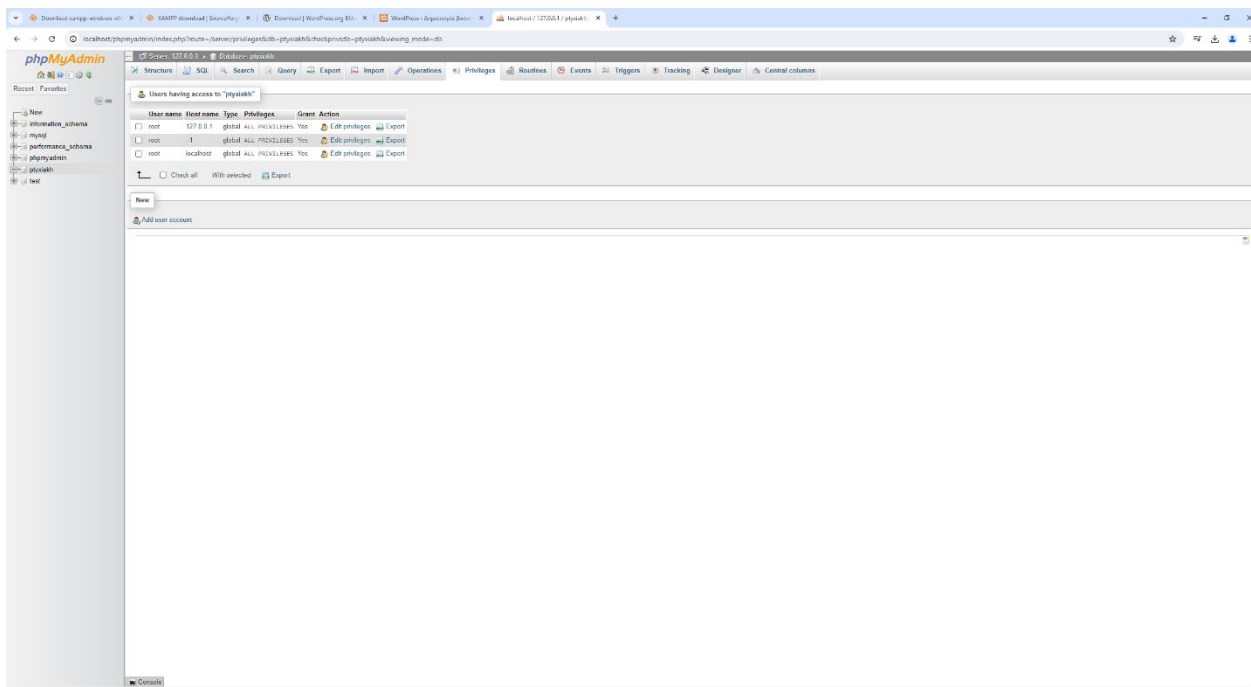 XAMPP download | SourceForge
Download | WordPress.org
localhost / 127.0.0.1 / ptyxiakh
localhost/phpmyadmin/index.php?route=/server/privileges&db=ptyxiakh&checkprivsdb=ptyxiakh&viewing_mode=db
phpMyAdmin
Recent Favorites
New
information_schema
mysql
performance_schema
phpmyadmin
ptyxiakh
test
Server: 127.0.0.1 » Database: ptyxiakh
Structure SQL Search Query Export Import Operations Privileges Routines Events Triggers Tracking Designer Central columns
Users having access to "ptyxiakh"
User name Host name Type Privileges Grant Action
root 127.0.0.1 global ALL PRIVILEGES Yes Edit privileges Export
root ::1 global ALL PRIVILEGES Yes Edit privileges Export
root localhost global ALL PRIVILEGES Yes Edit privileges Export
Check all With selected: Export
New
Add user account
Console